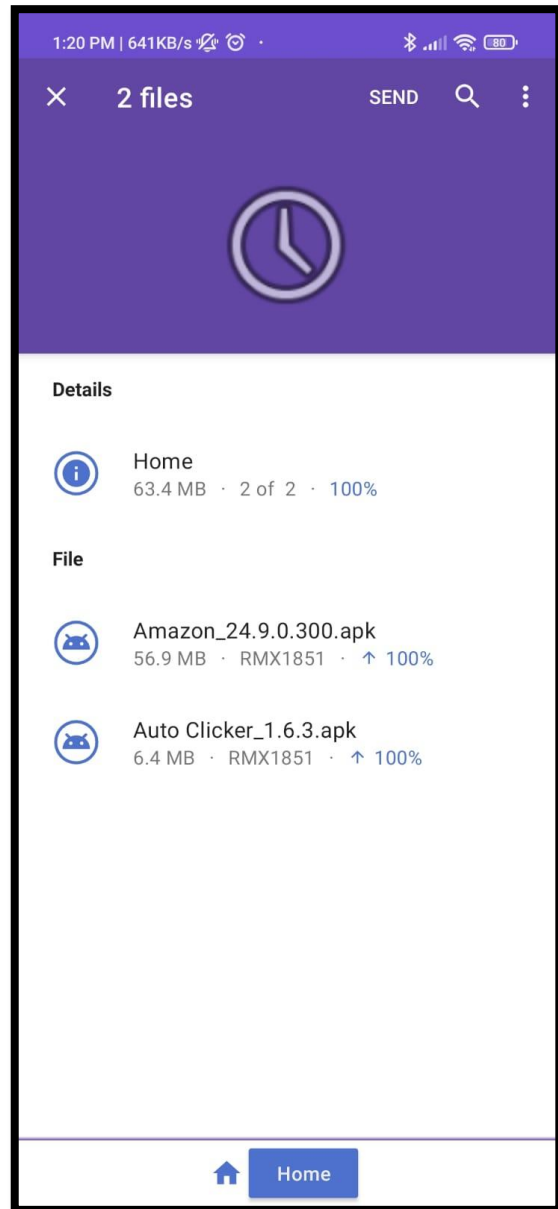 1:20 PM | 641KB/s
80
2 files
SEND
Details
Home
63.4 MB · 2 of 2 · 100%
File
Amazon_24.9.0.300.apk
56.9 MB · RMX1851 · ↑ 100%
Auto Clicker_1.6.3.apk
6.4 MB · RMX1851 · ↑ 100%
Home